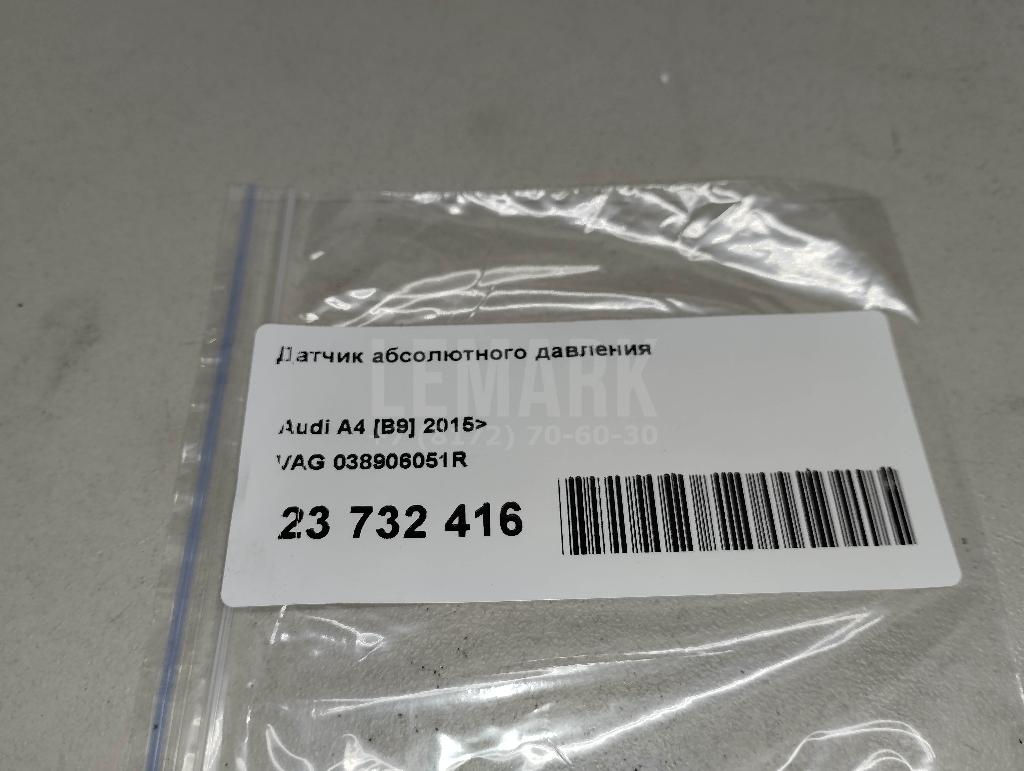 Датчик абсолютного давления
LEMARK
Audi A4 [B9] 2015>
(8172) 70-60-30
VAG 038906051R
23 732 416